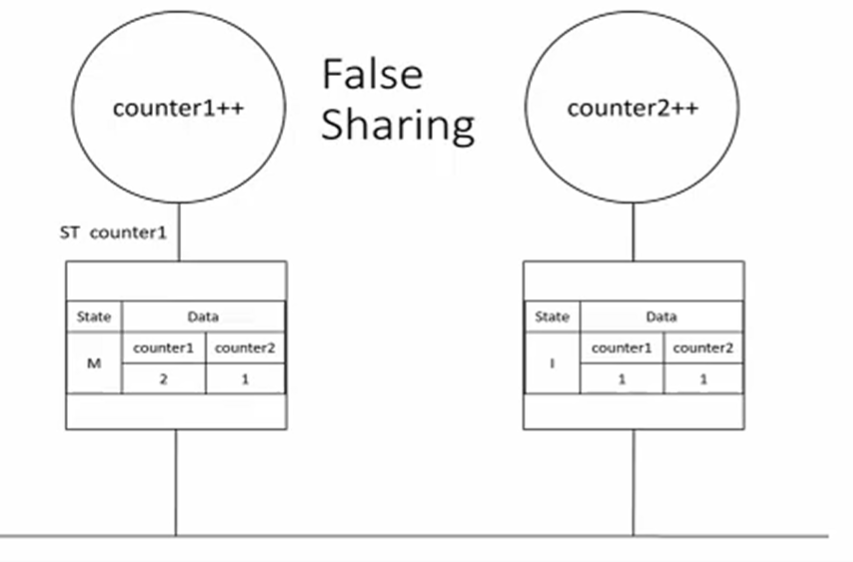 False
Sharing
counter1++
counter2++
ST counter1
State Data
counter1 counter2
M
2 1
State Data
counter1 counter2
I
1 1